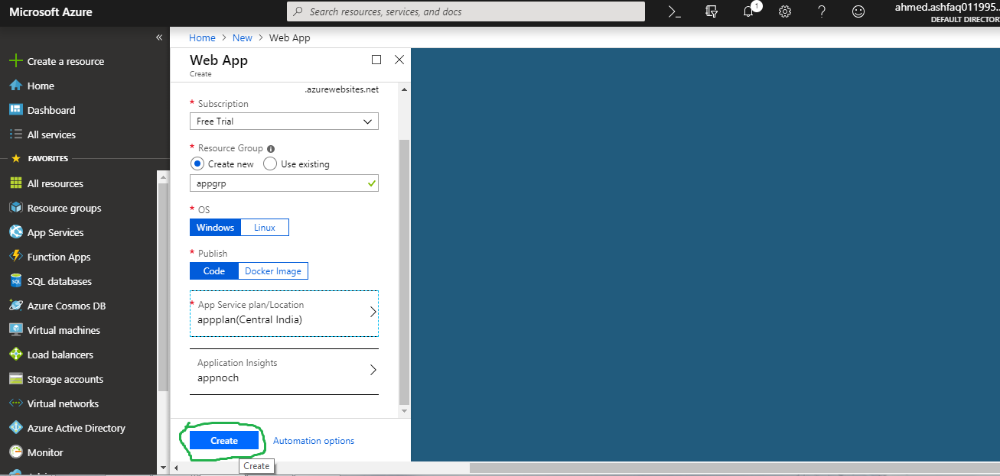 Microsoft Azure
Search resources, services, and docs
1
ahmed.ashfaq011995...
DEFAULT DIRECTOR
Home > New > Web App
Create a resource
Home
Dashboard
All services
FAVORITES
All resources
Resource groups
App Services
Function Apps
SQL databases
Azure Cosmos DB
Virtual machines
Load balancers
Storage accounts
Virtual networks
Azure Active Directory
Monitor
Web App
Create
.azurewebsites.net
* Subscription
Free Trial
* Resource Group
Create new Use existing
appgrp
* OS
Windows Linux
* Publish
Code Docker Image
* App Service plan/Location
appplan(Central India)
Application Insights
appnoch
Create Automation options
Create